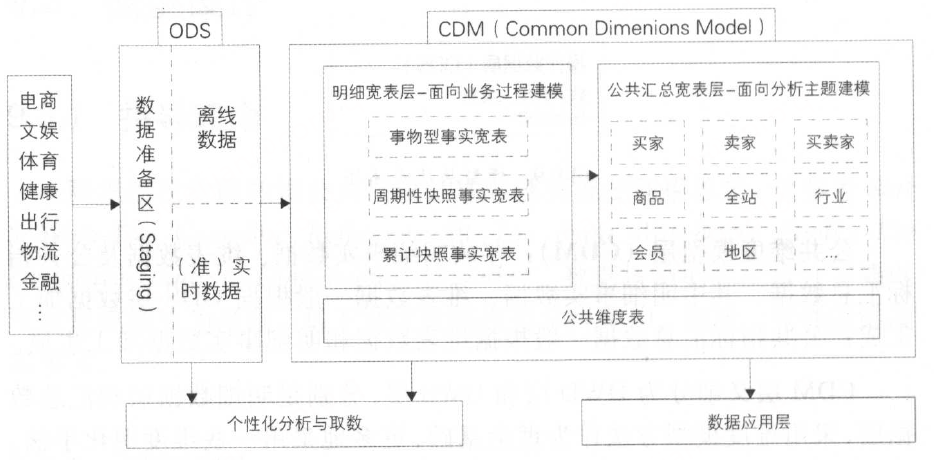 ODS
CDM（Common Dimenions Model）
电商
文娱
体育
健康
出行
物流
金融
…
数据准备区(Staging)
离线
数据
（准）实
时数据
明细宽表层–面向业务过程建模
事物型事实宽表
周期性快照事实宽表
累计快照事实宽表
公共汇总宽表层–面向分析主题建模
买家
卖家
买卖家
商品
全站
行业
会员
地区
...
公共维度表
个性化分析与取数
数据应用层